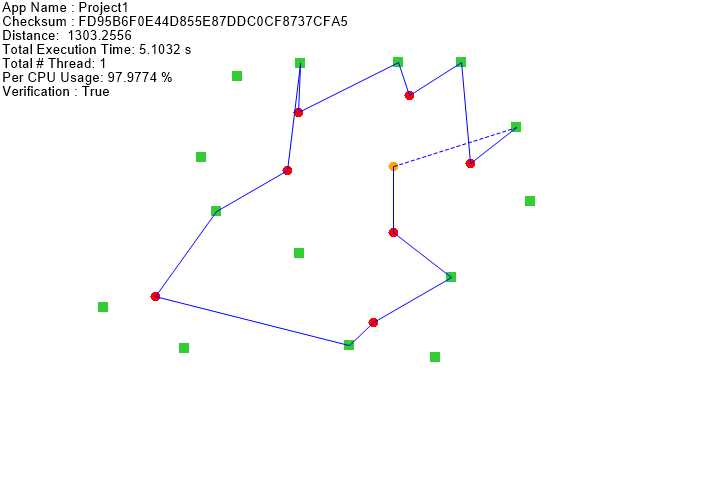 App Name : Project1
Checksum : FD95B6F0E44D855E87DDC0CF8737CFA5
Distance:  1303.2556
Total Execution Time: 5.1032 s
Total # Thread: 1
Per CPU Usage: 97.9774 %
Verification : True